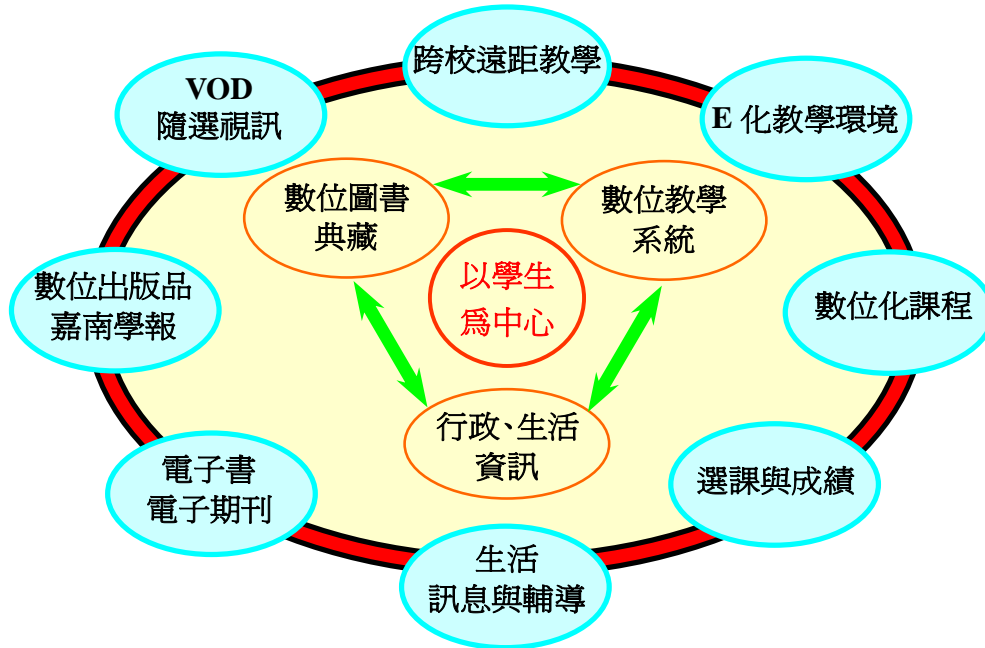 跨校遠距教學
VOD
隨選視訊
E 化教學環境
數位圖書
典藏
數位教學
系統
以學生
為中心
數位出版品
嘉南學報
數位化課程
行政、生活
資訊
電子書
電子期刊
選課與成績
生活
訊息與輔導